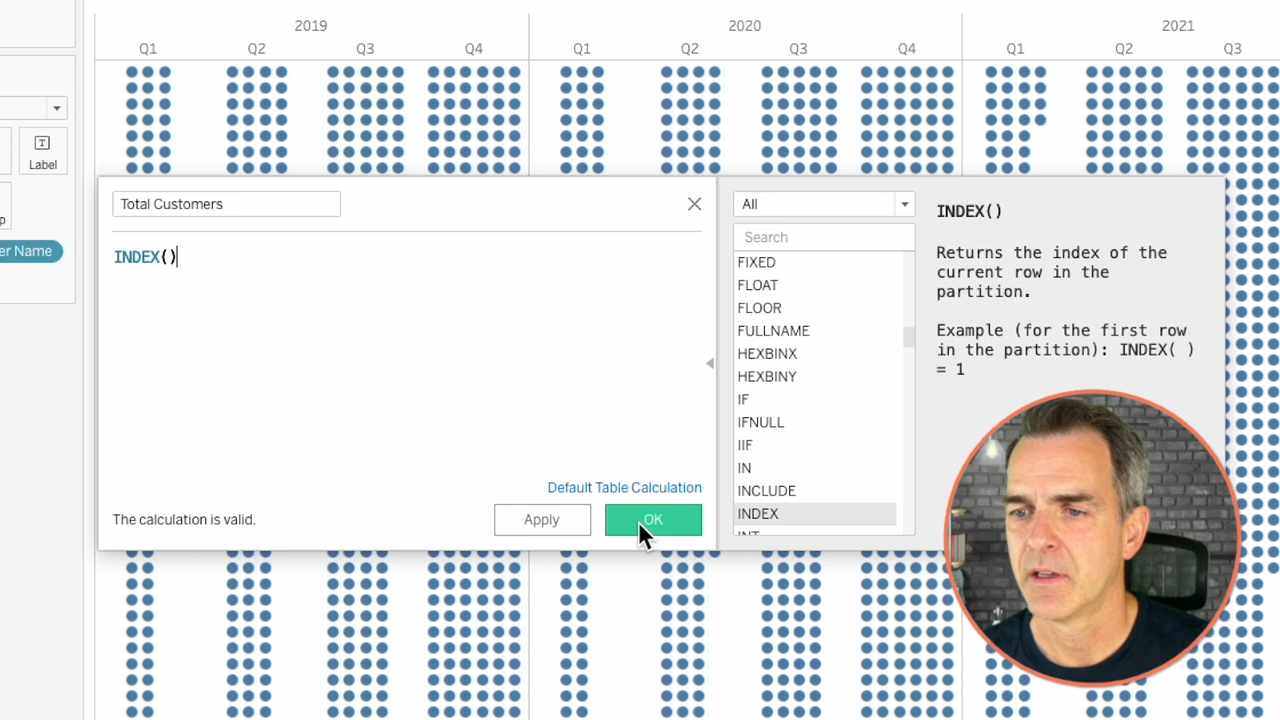 2019
2020
2021
Q1
Q2
Q3
Q4
Q1
Q2
Q3
Q4
Q1
Q2
Q3
T
Label
p
er Name
Total Customers
INDEX()
Default Table Calculation
The calculation is valid.
Apply
OK
All
Search
FIXED
FLOAT
FLOOR
FULLNAME
HEXBINX
HEXBINY
IF
IFNULL
IIF
IN
INCLUDE
INDEX
INT
INDEX()
Returns the index of the
current row in the
partition.
Example (for the first row
in the partition): INDEX( )
= 1